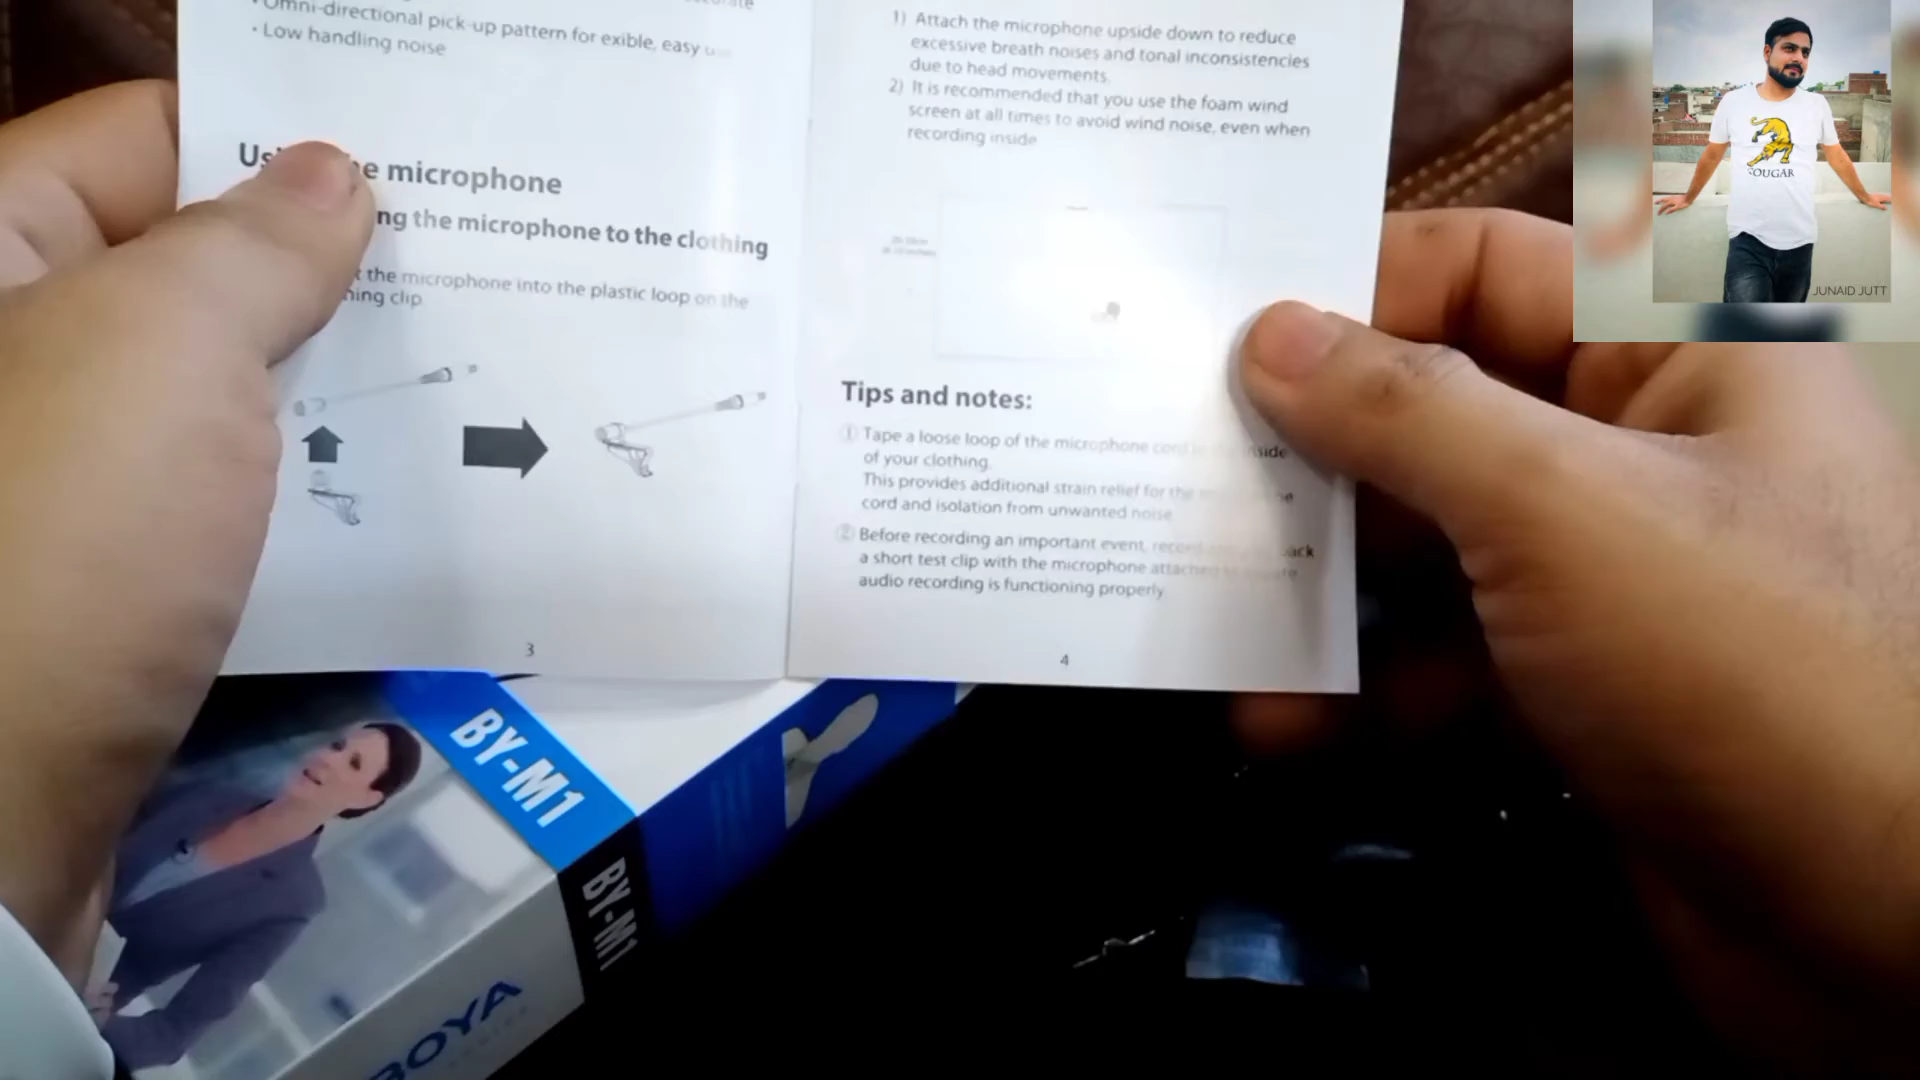 Omni-directional pick-up pattern for exible, easy
• Low handling noise
microphone
the microphone to the clothing
the microphone into the plastic loop on the
clip
3
1) Attach the microphone upside down to reduce
excessive breath noises and tonal inconsistencies
due to head movements.
2) It is recommended that you use the foam wind
screen at all times to avoid wind noise, even when
recording inside
Tips and notes:
① Tape a loose loop of the microphone
of your clothing.
This provides additional strain relief for the
cord and isolation from unwanted noise
② Before recording an important event,
a short test clip with the microphone
audio recording is functioning properly
4
BY-M1
BY-M1
BOYA
COUGAR
JUNAID JUTT